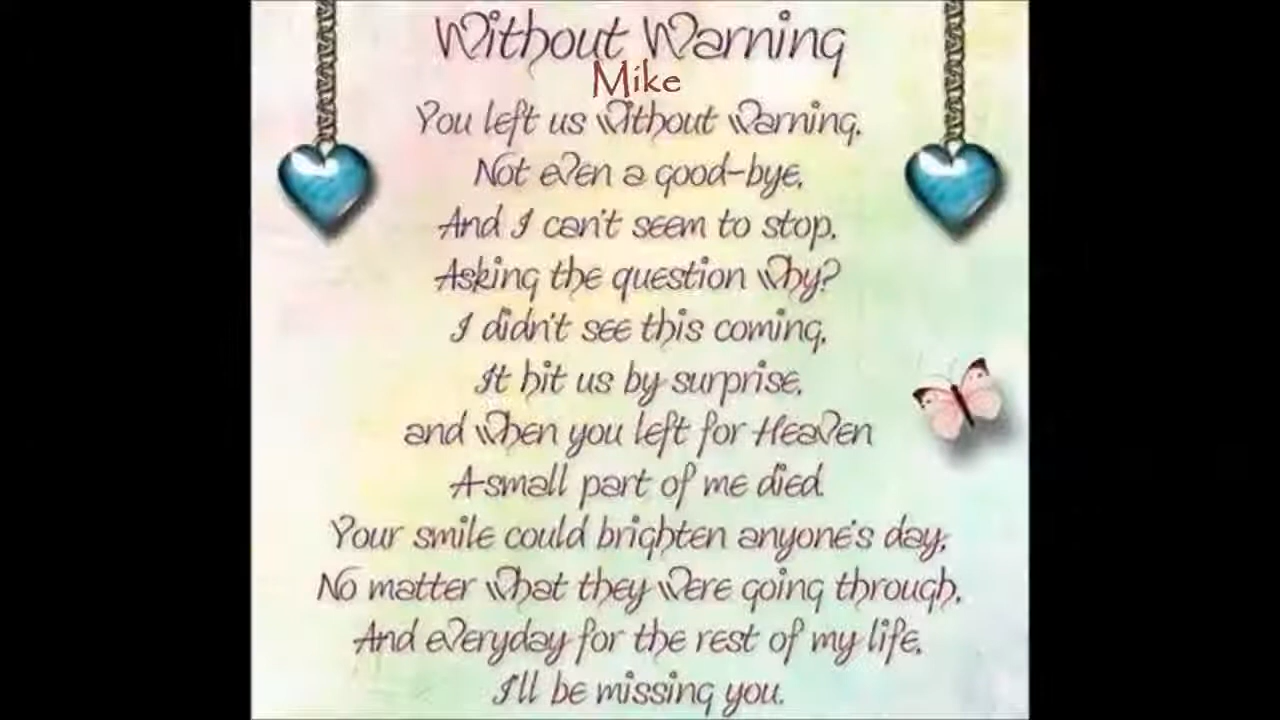 Without Warning
Mike
You left us without warning,
Not even a good-bye,
And I can't seem to stop,
Asking the question why?
I didn't see this coming,
It hit us by surprise,
and when you left for Heaven
A small part of me died.
Your smile could brighten anyone's day,
No matter what they were going through,
And everyday for the rest of my life,
I'll be missing you.